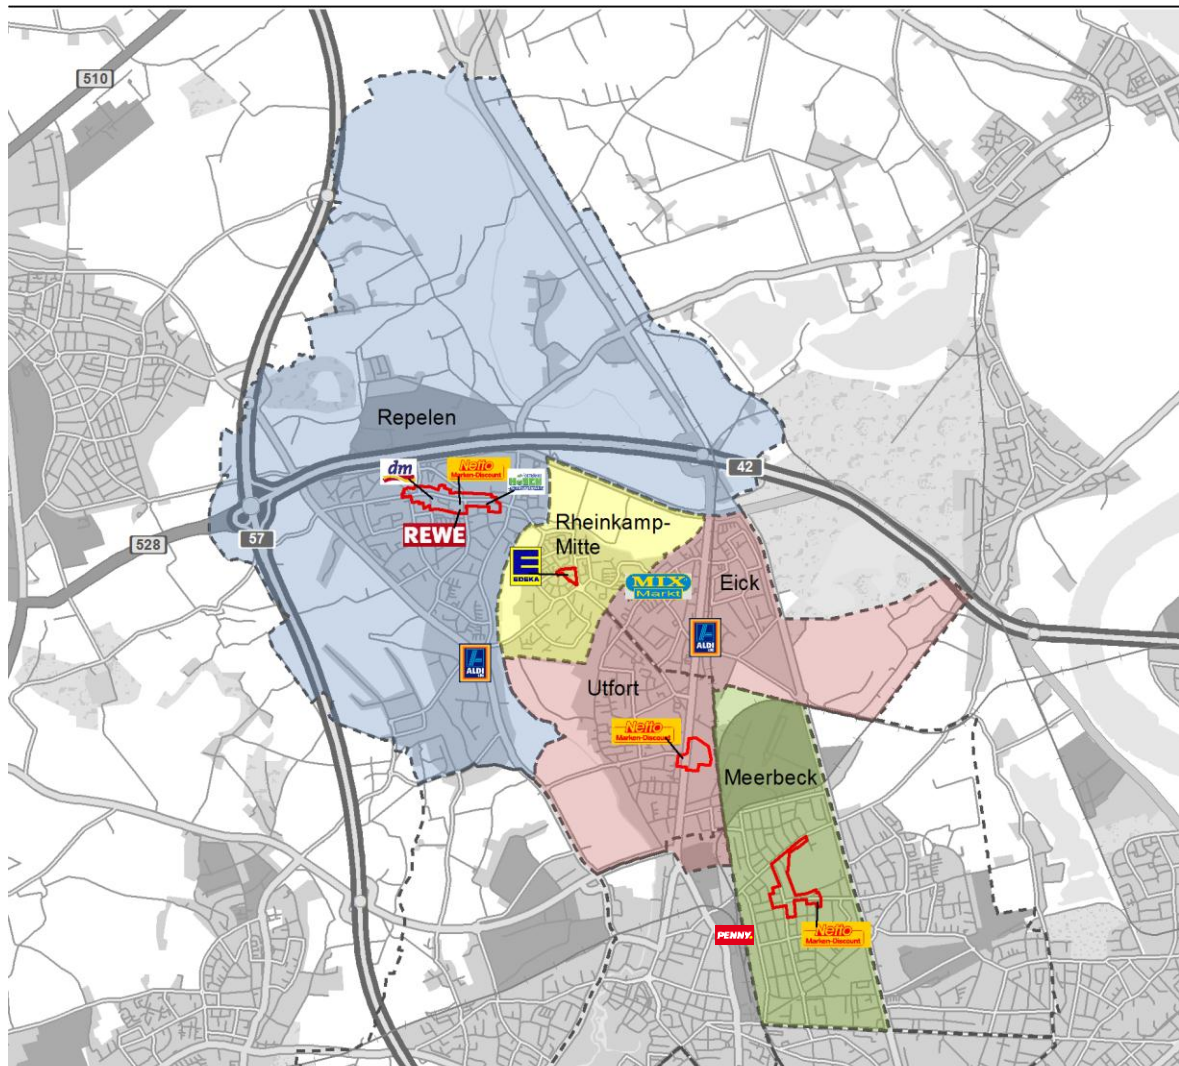 510
Repelen
dm
Netto
Marken-Discount
REWE
42
57
528
Rheinkamp-
Mitte
E
EDEKA
MIX
Markt
Eick
ALDI
ALDI
Utfort
Netto
Marken-Discount
Meerbeck
PENNY.
Netto
Marken-Discount